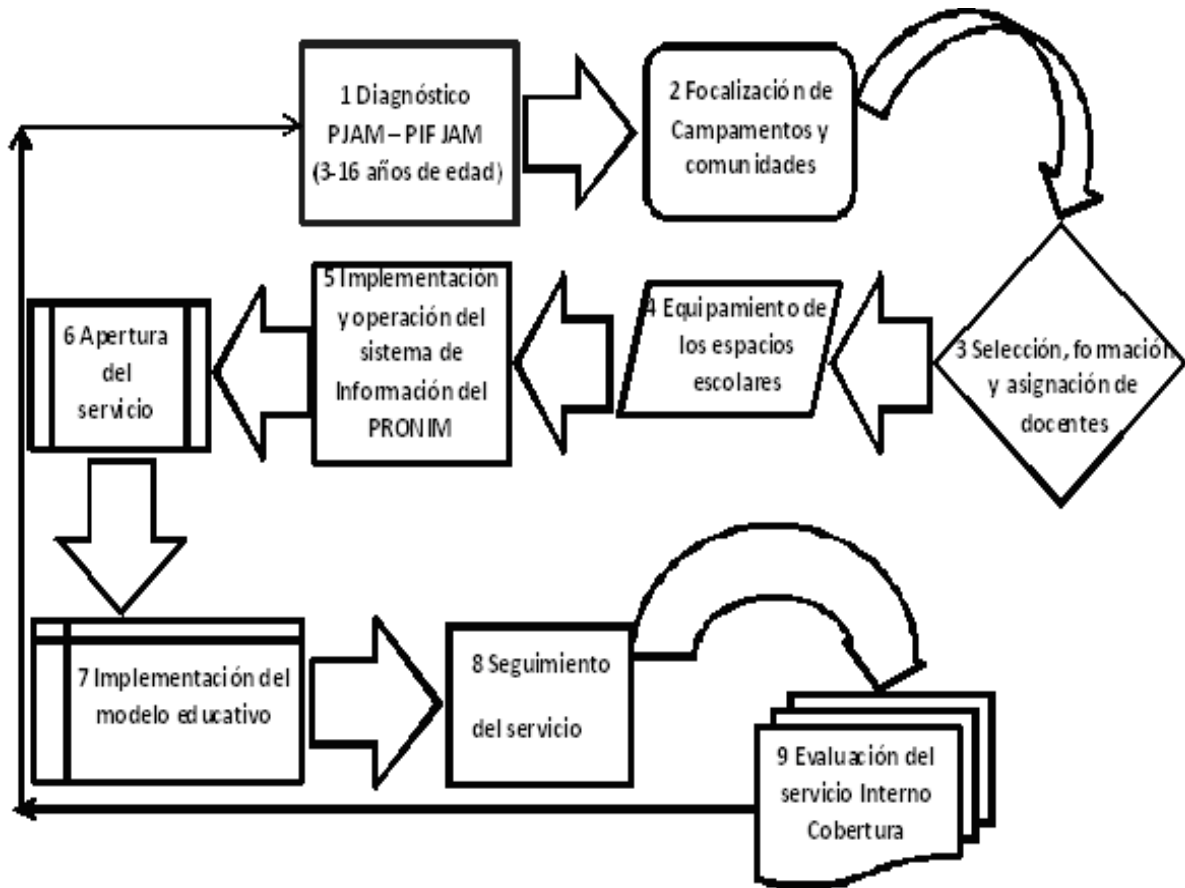 1 Diagnóstico
PJAM – PIFJAM
(3-16 años de edad)
2 Focalización de
Campamentos y
comunidades
3 Selección, formación
y asignación de
docentes
4 Equipamiento de
los espacios
escolares
5 Implementación
y operación del
sistema de
Información del
PRONIM
6 Apertura
del
servicio
7 Implementación del
modelo educativo
8 Seguimiento
del servicio
9 Evaluación del
servicio Interno
Cobertura